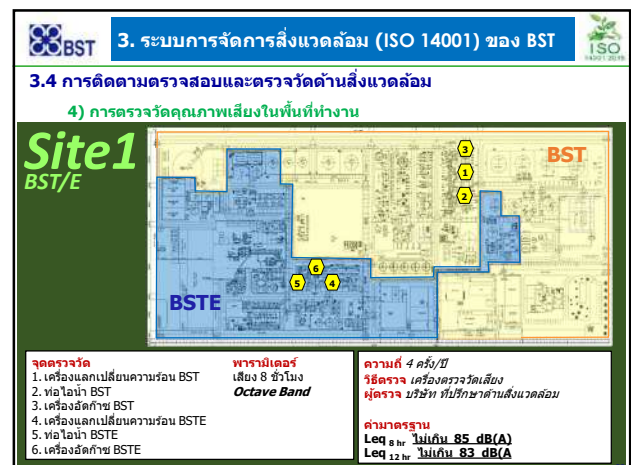 BST
3. ระบบการจัดการสิ่งแวดล้อม (ISO 14001) ของ BST
ISO
3.4 การติดตามตรวจสอบและตรวจวัดด้านสิ่งแวดล้อม
4) การตรวจวัดคุณภาพเสียงในพื้นที่ทำงาน
Site1
BST/E
BST
3
1
2
6
5
4
BSTE
จุดตรวจวัด
1. เครื่องแลกเปลี่ยนความร้อน BST
2. ท่อไอน้ำ BST
3. เครื่องอัดก๊าซ BST
4. เครื่องแลกเปลี่ยนความร้อน BSTE
5. ท่อไอน้ำ BSTE
6. เครื่องอัดก๊าซ BSTE
พารามิเตอร์
เสียง 8 ชั่วโมง
Octave Band
ความถี่ 4 ครั้ง/ปี
วิธีตรวจ เครื่องตรวจวัดเสียง
ผู้ตรวจ บริษัท ที่ปรึกษาด้านสิ่งแวดล้อม
ค่ามาตรฐาน
Leq 8 hr ไม่เกิน 85 dB(A)
Leq 12 hr ไม่เกิน 83 dB(A